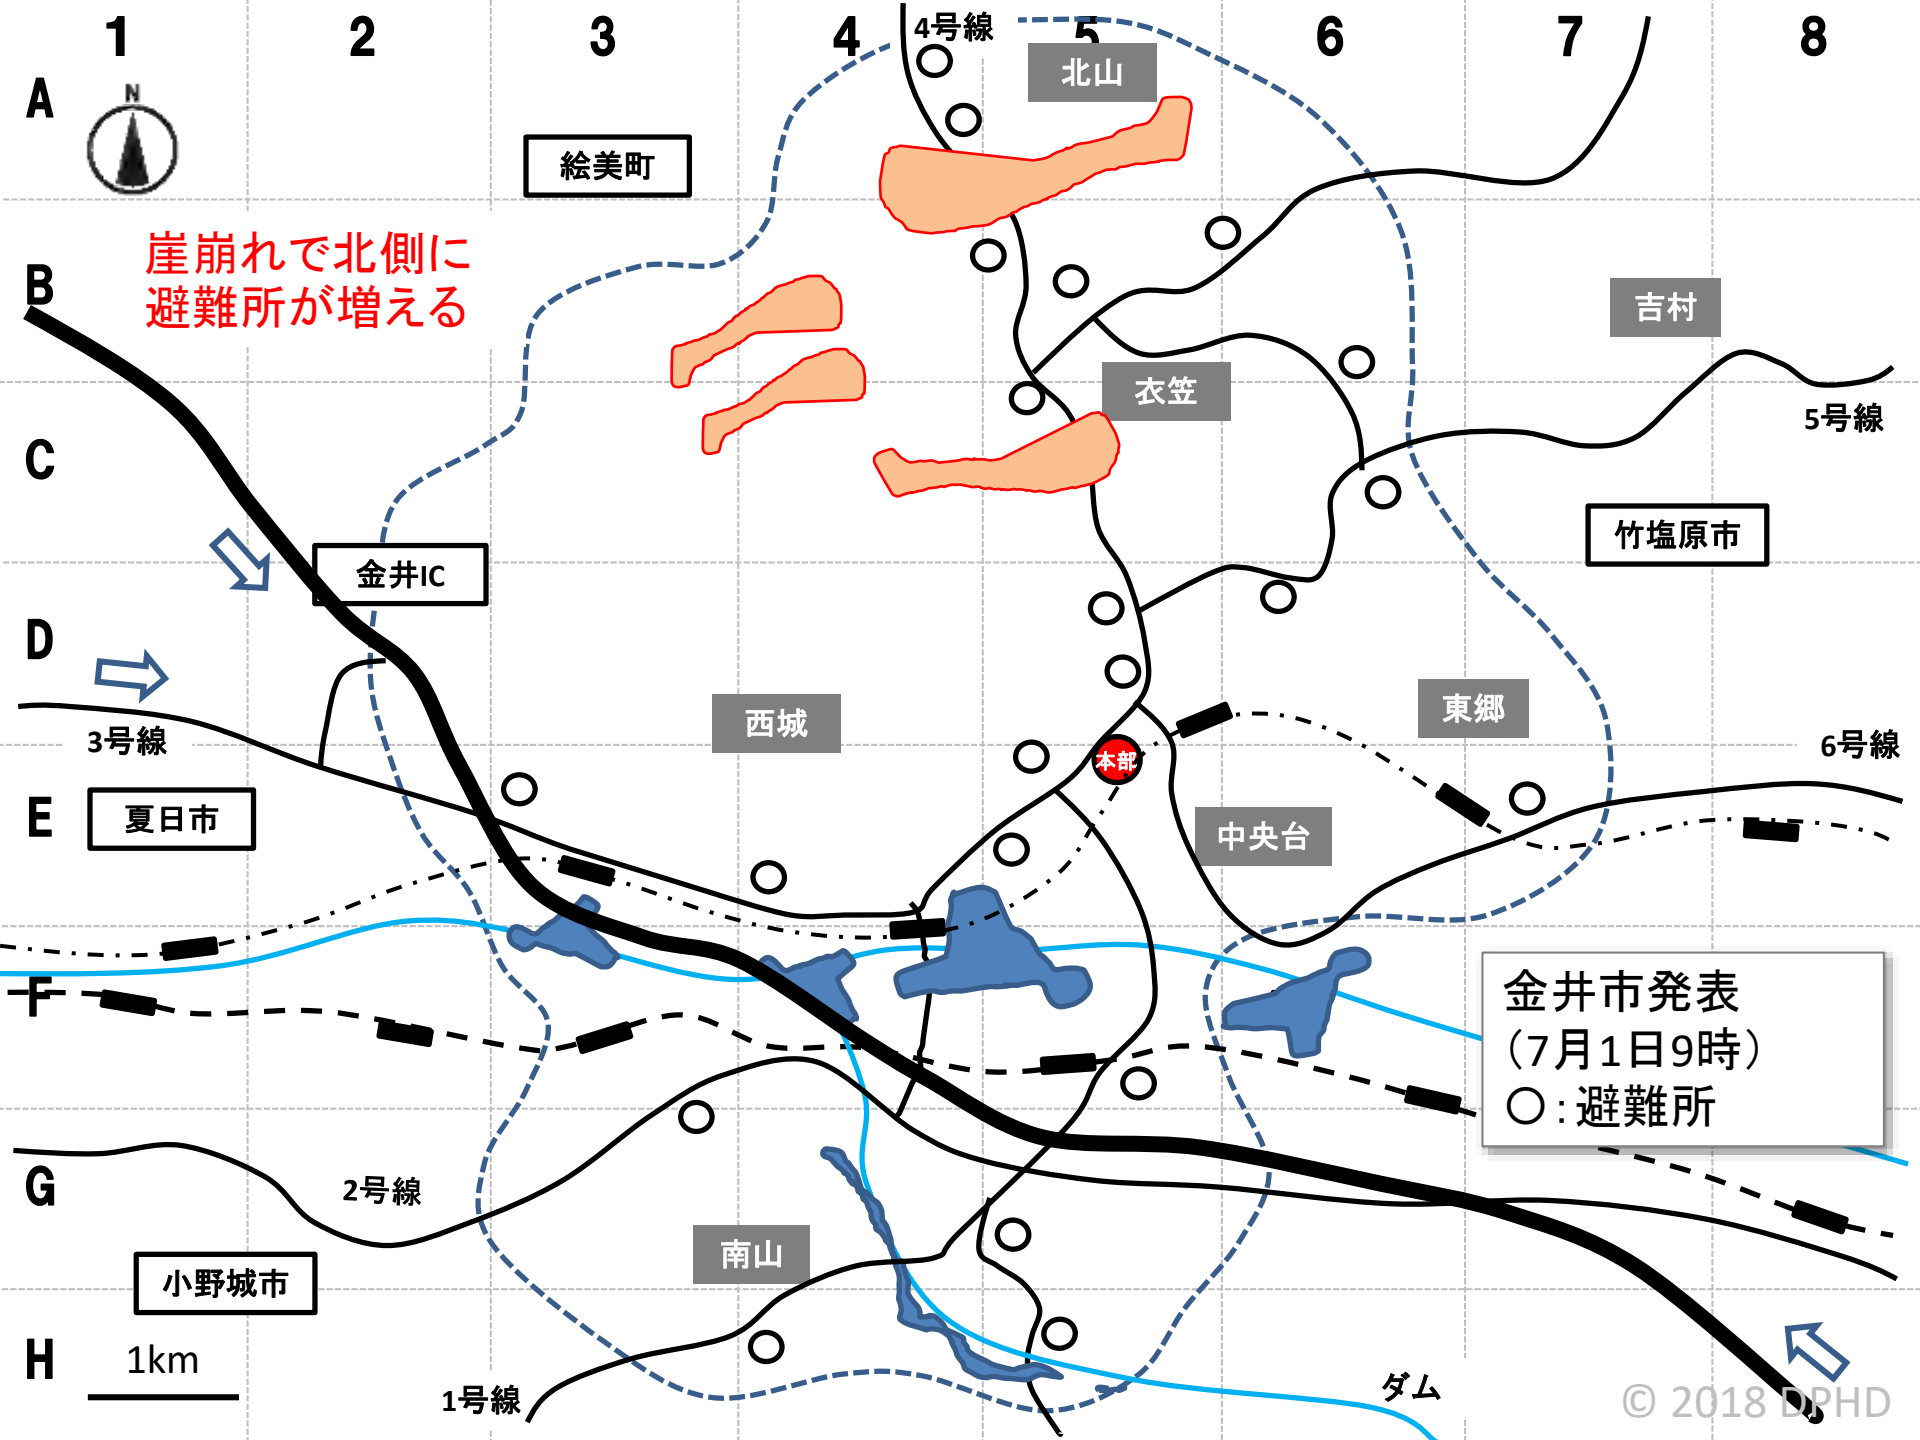 1 2 3 4 5 6 7 8
4号線
北山
A
N
絵美町
崖崩れで北側に
避難所が増える
B
吉村
衣笠
5号線
C
竹塩原市
金井IC
D
西城
東郷
3号線
6号線
本部
E
夏日市
中央台
F
金井市発表
（7月1日9時）
○：避難所
G
2号線
南山
小野城市
H
1km
1号線
ダム
© 2018 DPHD